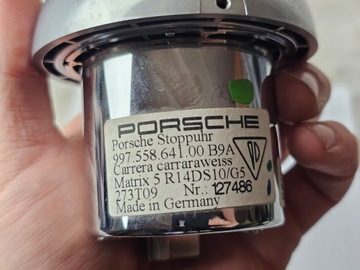 PORSCHE
Porsche Stoppuhr
997.558.641.00 B9A
Carrera carraraweiss
Matrix 5 R14DS10/G5
273T09 Nr.: 127486
Made in Germany